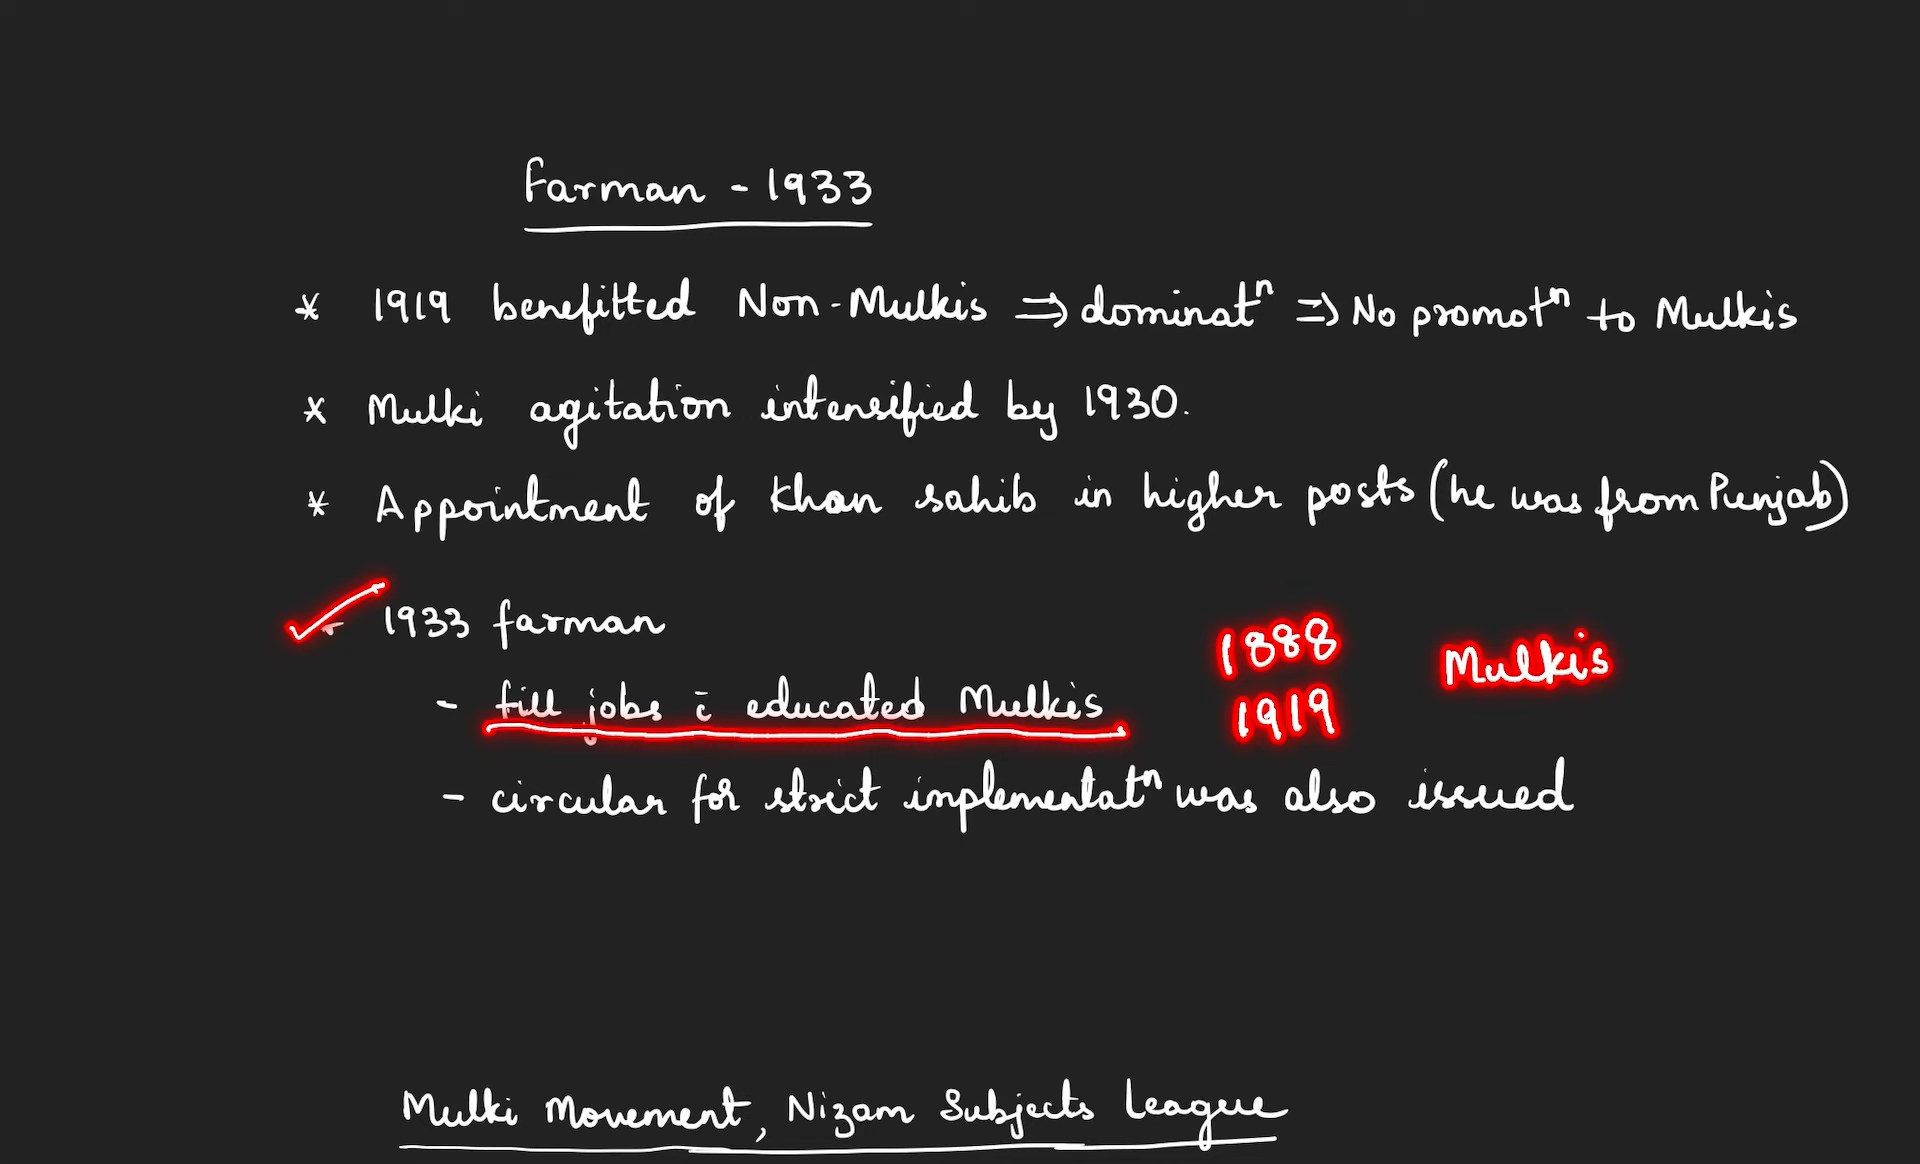 Farman - 1933
* 1919 benefitted Non-Mulkis ⇒ dominatⁿ ⇒ No promotⁿ to Mulkis
* Mulki agitation intensified by 1930.
* Appointment of Khan sahib in higher posts (he was from Punjab)
1933 farman
1888 Mulkis
- fill jobs c̄ educated Mulkis
1919
- circular for strict implementatⁿ was also issued
Mulki Movement, Nizam Subjects League